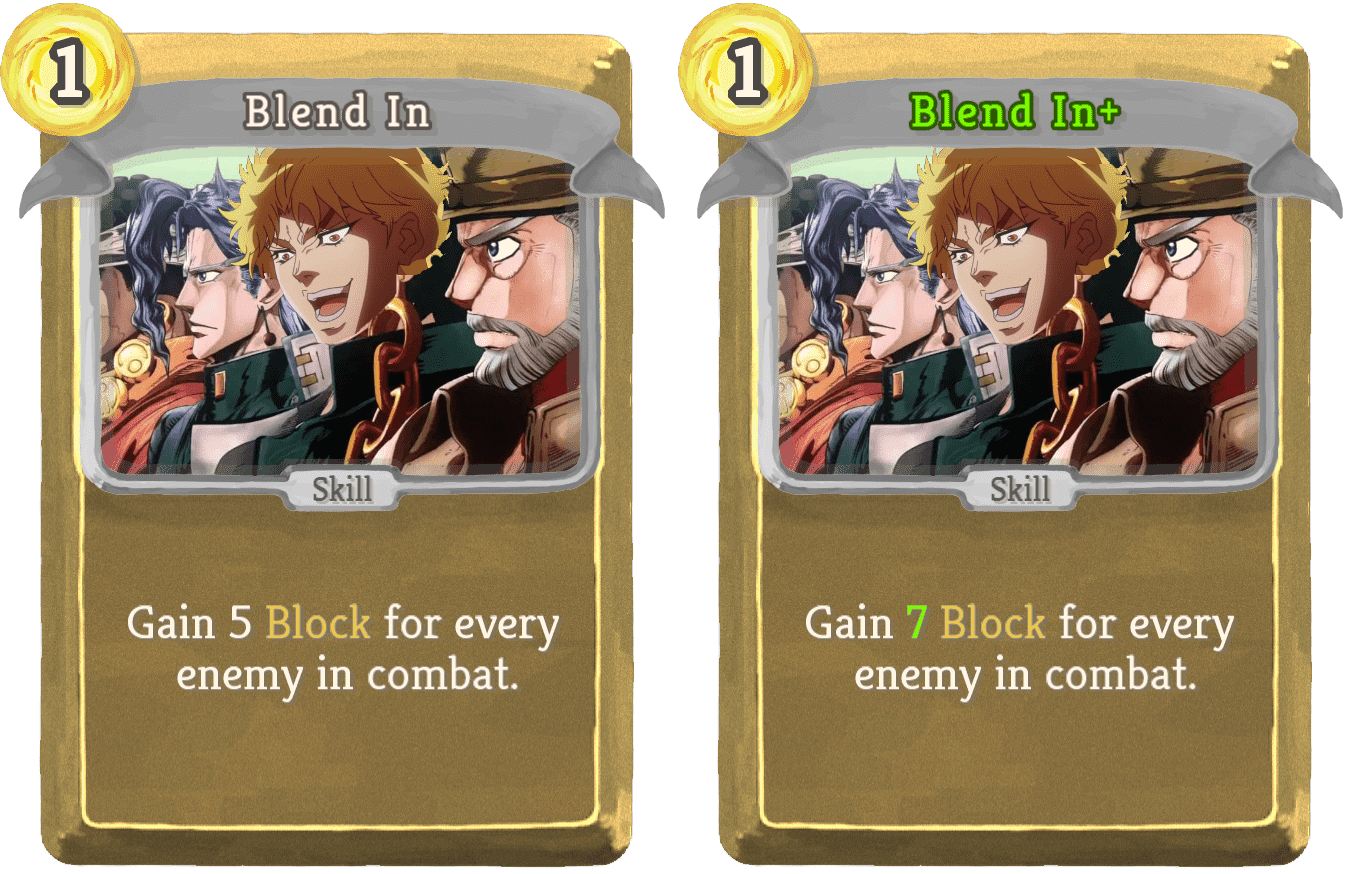 1
Blend In
Skill
Gain 5 Block for every
enemy in combat.
1
Blend In+
Skill
Gain 7 Block for every
enemy in combat.